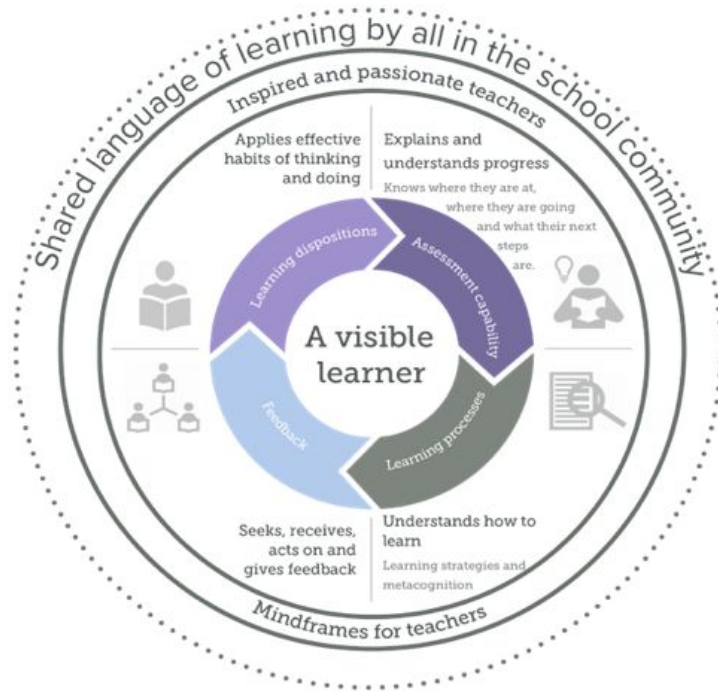 Shared language of learning by all in the school community
Inspired and passionate teachers
Applies effective
habits of thinking
and doing
Explains and
understands progress
Knows where they are at,
where they are going
and what their next
steps
are.
Learning dispositions
Assessment capability
A visible
learner
Feedback
Learning processes
Seeks, receives,
acts on and
gives feedback
Understands how to
learn
Learning strategies and
metacognition
Mindframes for teachers